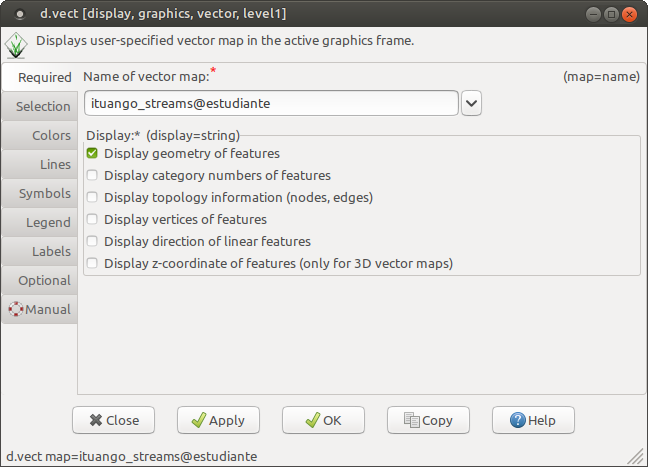 d.vect [display, graphics, vector, level1]
Displays user-specified vector map in the active graphics frame.
Required
Name of vector map:*
(map=name)
Selection
ituango_streams@estudiante
Colors
Display:* (display=string)
Display geometry of features
Lines
Display category numbers of features
Symbols
Display topology information (nodes, edges)
Legend
Display vertices of features
Labels
Display direction of linear features
Optional
Display z-coordinate of features (only for 3D vector maps)
Manual
Close
Apply
OK
Copy
Help
d.vect map=ituango_streams@estudiante